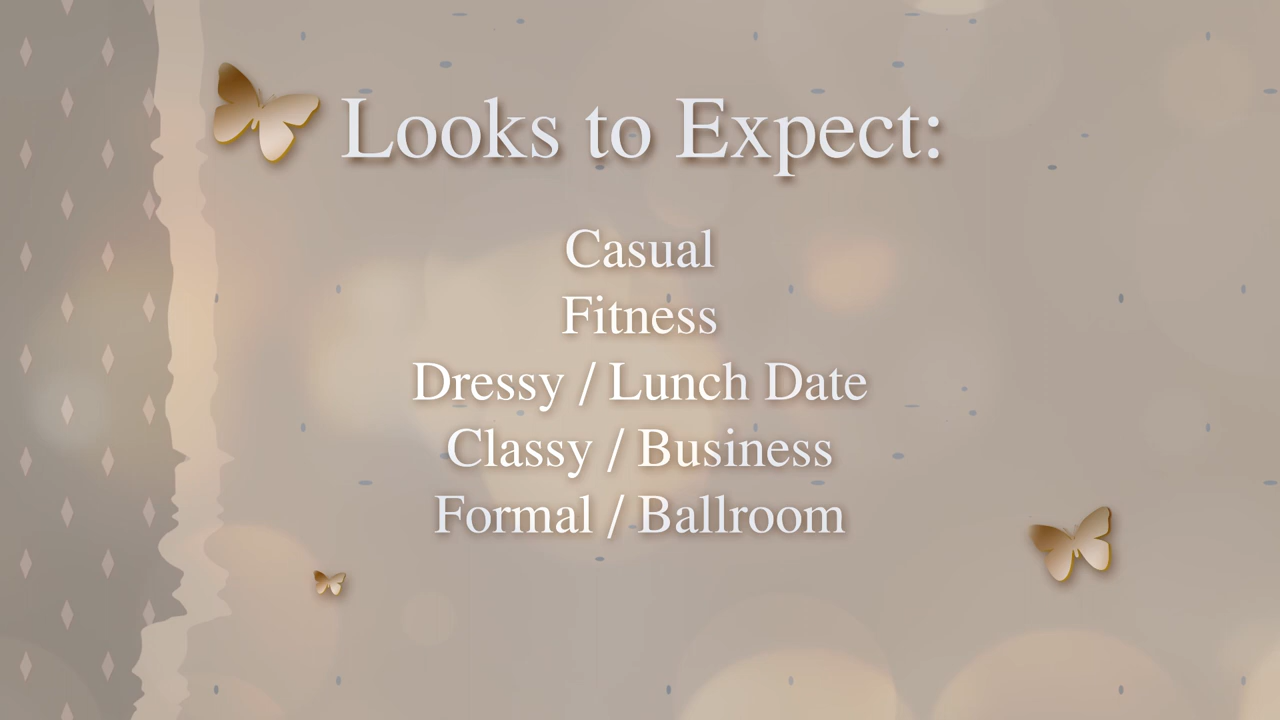 Looks to Expect:
Casual
Fitness
Dressy / Lunch Date
Classy / Business
Formal / Ballroom